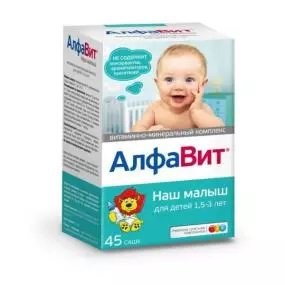 АлфаВит
НЕ СОДЕРЖИТ
консервантов,
ароматизаторов,
красителей
витаминно-минеральный комплекс
АлфаВит®
Наш малыш
для детей 1,5-3 лет
45 саше